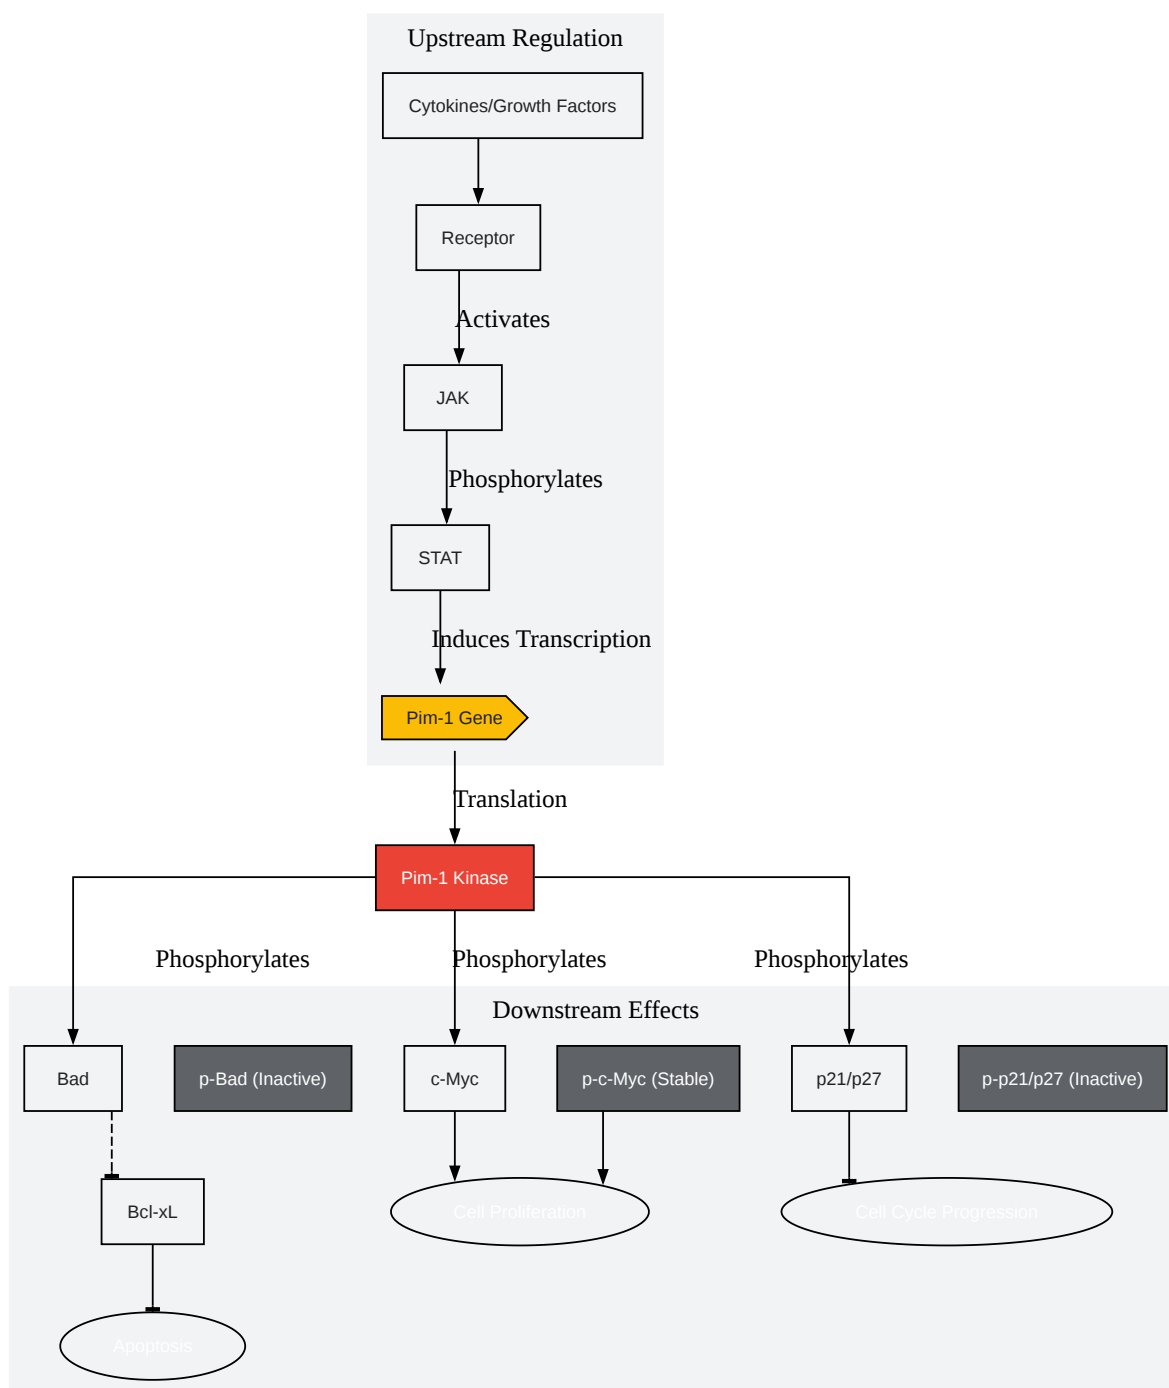 Upstream Regulation
Cytokines/Growth Factors
Receptor
Activates
JAK
Phosphorylates
STAT
Induces Transcription
Pim-1 Gene
Translation
Pim-1 Kinase
Phosphorylates
Phosphorylates
Phosphorylates
Downstream Effects
Bad
p-Bad (Inactive)
c-Myc
p-c-Myc (Stable)
p21/p27
p-p21/p27 (Inactive)
Bcl-xL
Cell Proliferation
Cell Cycle Progression
Apoptosis